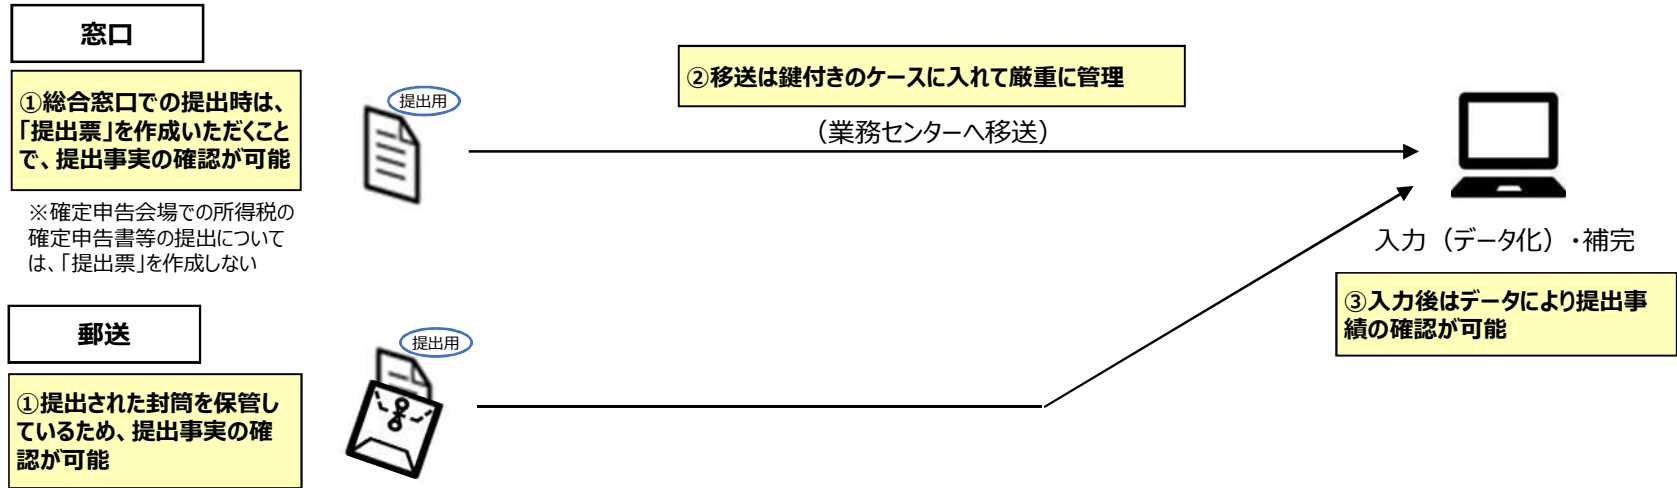 窓口
①総合窓口での提出時は、
「提出票」を作成いただくこと
で、提出事実の確認が可能
※確定申告会場での所得税の
確定申告書等の提出について
は、「提出票」を作成しない
提出用
②移送は鍵付きのケースに入れて厳重に管理
（業務センターへ移送）
入力（データ化）・補完
③入力後はデータにより提出事
績の確認が可能
郵送
①提出された封筒を保管し
ているため、提出事実の確
認が可能
提出用